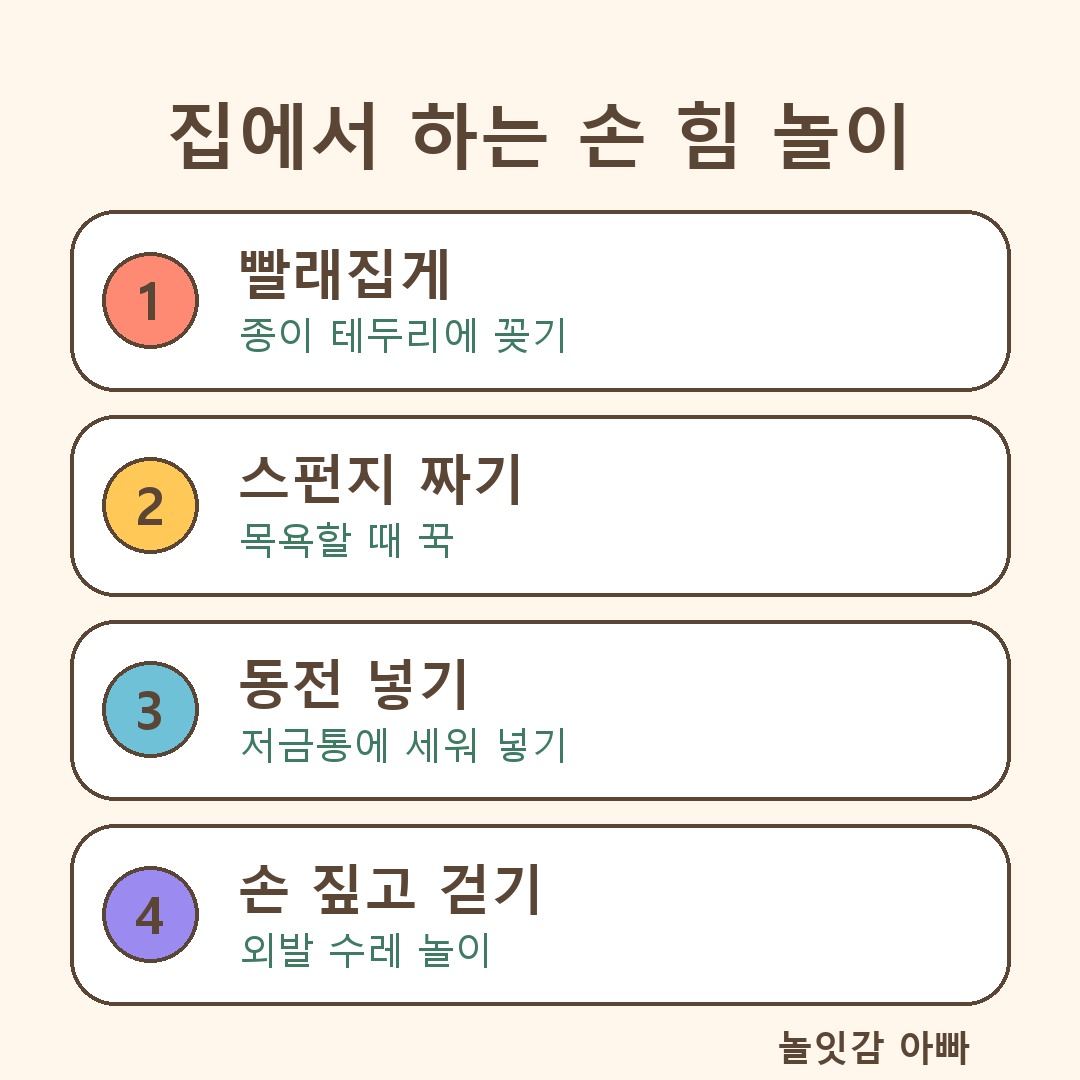 집에서 하는 손 힘 놀이
1
빨래집게
종이 테두리에 꽂기
2
스펀지 짜기
목욕할 때 꾹
3
동전 넣기
저금통에 세워 넣기
4
손 짚고 걷기
외발 수레 놀이
놀잇감 아빠